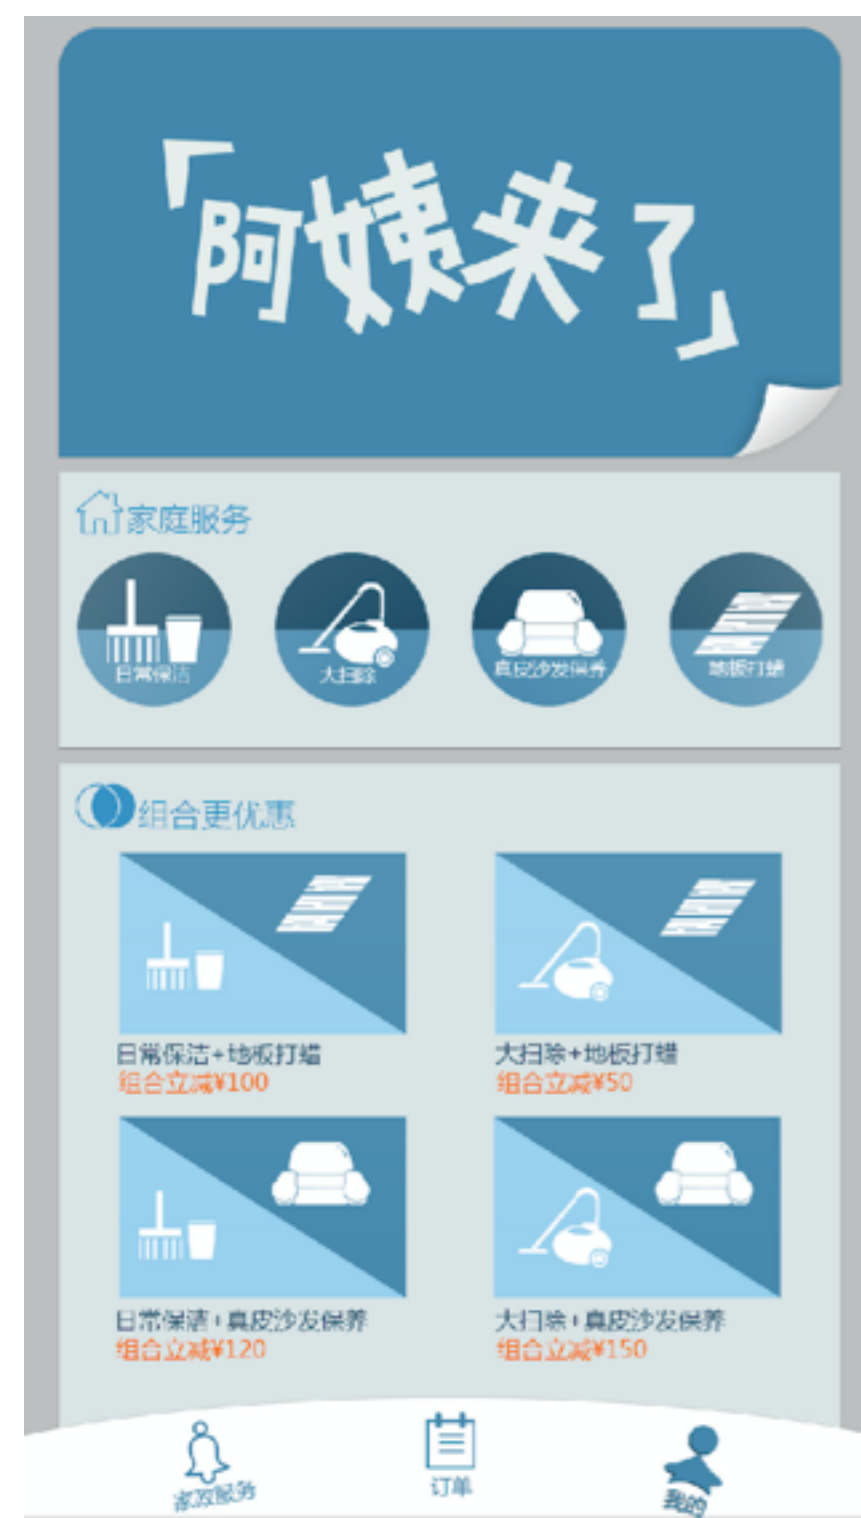 「阿姨来了」
家庭服务
日常保洁 大扫除 真皮沙发保养 地板打蜡
组合更优惠
日常保洁+地板打蜡 大扫除+地板打蜡
组合立减¥100 组合立减¥50
日常保洁+真皮沙发保养 大扫除+真皮沙发保养
组合立减¥120 组合立减¥150
家政服务 订单 我的